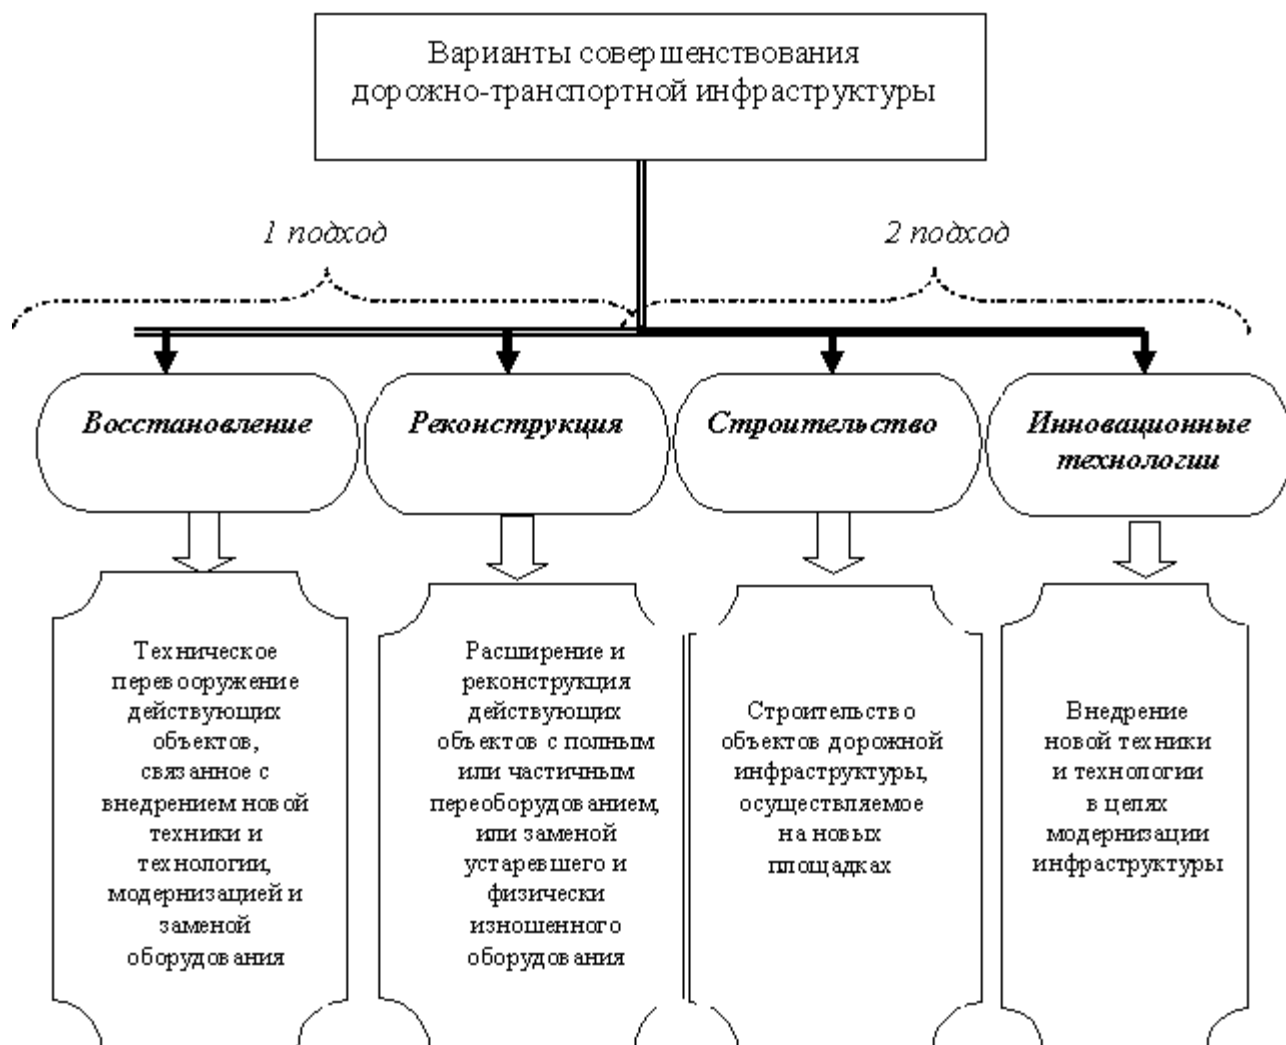 Варианты совершенствования
дорожно-транспортной инфраструктуры
1 подход
2 подход
Восстановление
Реконструкция
Строительство
Инновационные
технологии
Техническое
перевооружение
действующих
объектов,
связанное с
внедрением новой
техники и
технологии,
модернизацией и
заменой
оборудования
Расширение и
реконструкция
действующих
объектов с полным
или частичным
переоборудованием,
или заменой
устаревшего и
физически
изношенного
оборудования
Строительство
объектов дорожной
инфраструктуры,
осуществляемое
на новых
площадках
Внедрение
новой техники
и технологии
в целях
модернизации
инфраструктуры